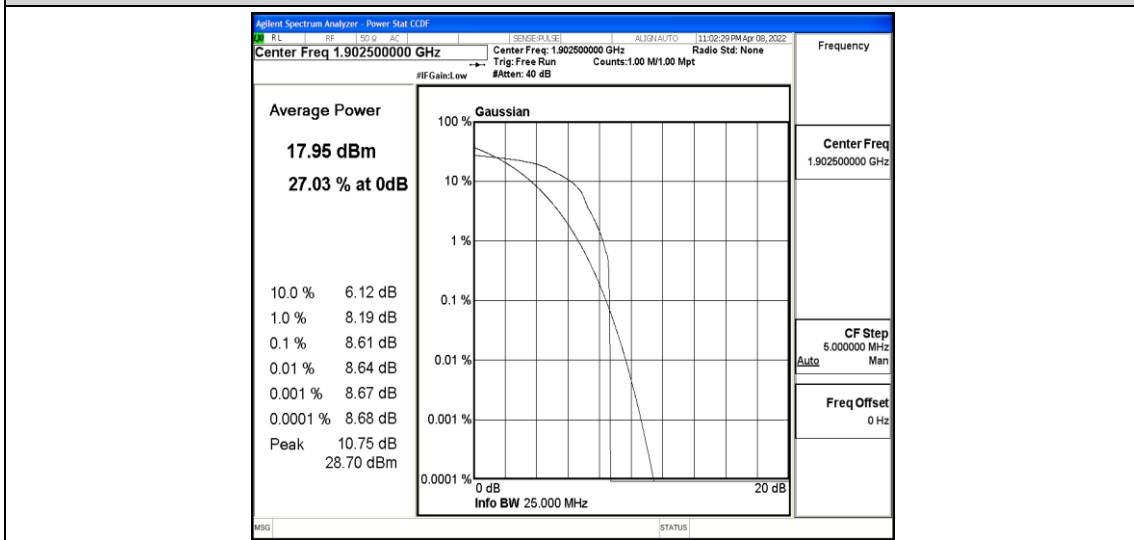 Agilent Spectrum Analyzer - Power Stat CCDF
RL RF 50 Ω AC SENSE:PULSE ALIGNAUTO 11:02:29 PM Apr 08, 2022
Center Freq 1.902500000 GHz
Center Freq: 1.902500000 GHz Radio Std: None
Trig: Free Run Counts:1.00 M/1.00 Mpt
#IFGain:Low #Atten: 40 dB
Frequency
Average Power
17.95 dBm
27.03 % at 0dB
10.0 % 6.12 dB
1.0 % 8.19 dB
0.1 % 8.61 dB
0.01 % 8.64 dB
0.001 % 8.67 dB
0.0001 % 8.68 dB
Peak 10.75 dB
28.70 dBm
Gaussian
100 %
10 %
1 %
0.1 %
0.01 %
0.001 %
0.0001 %
0 dB 20 dB
Info BW 25.000 MHz
Center Freq
1.902500000 GHz
CF Step
5.000000 MHz
Auto Man
Freq Offset
0 Hz
MSG STATUS